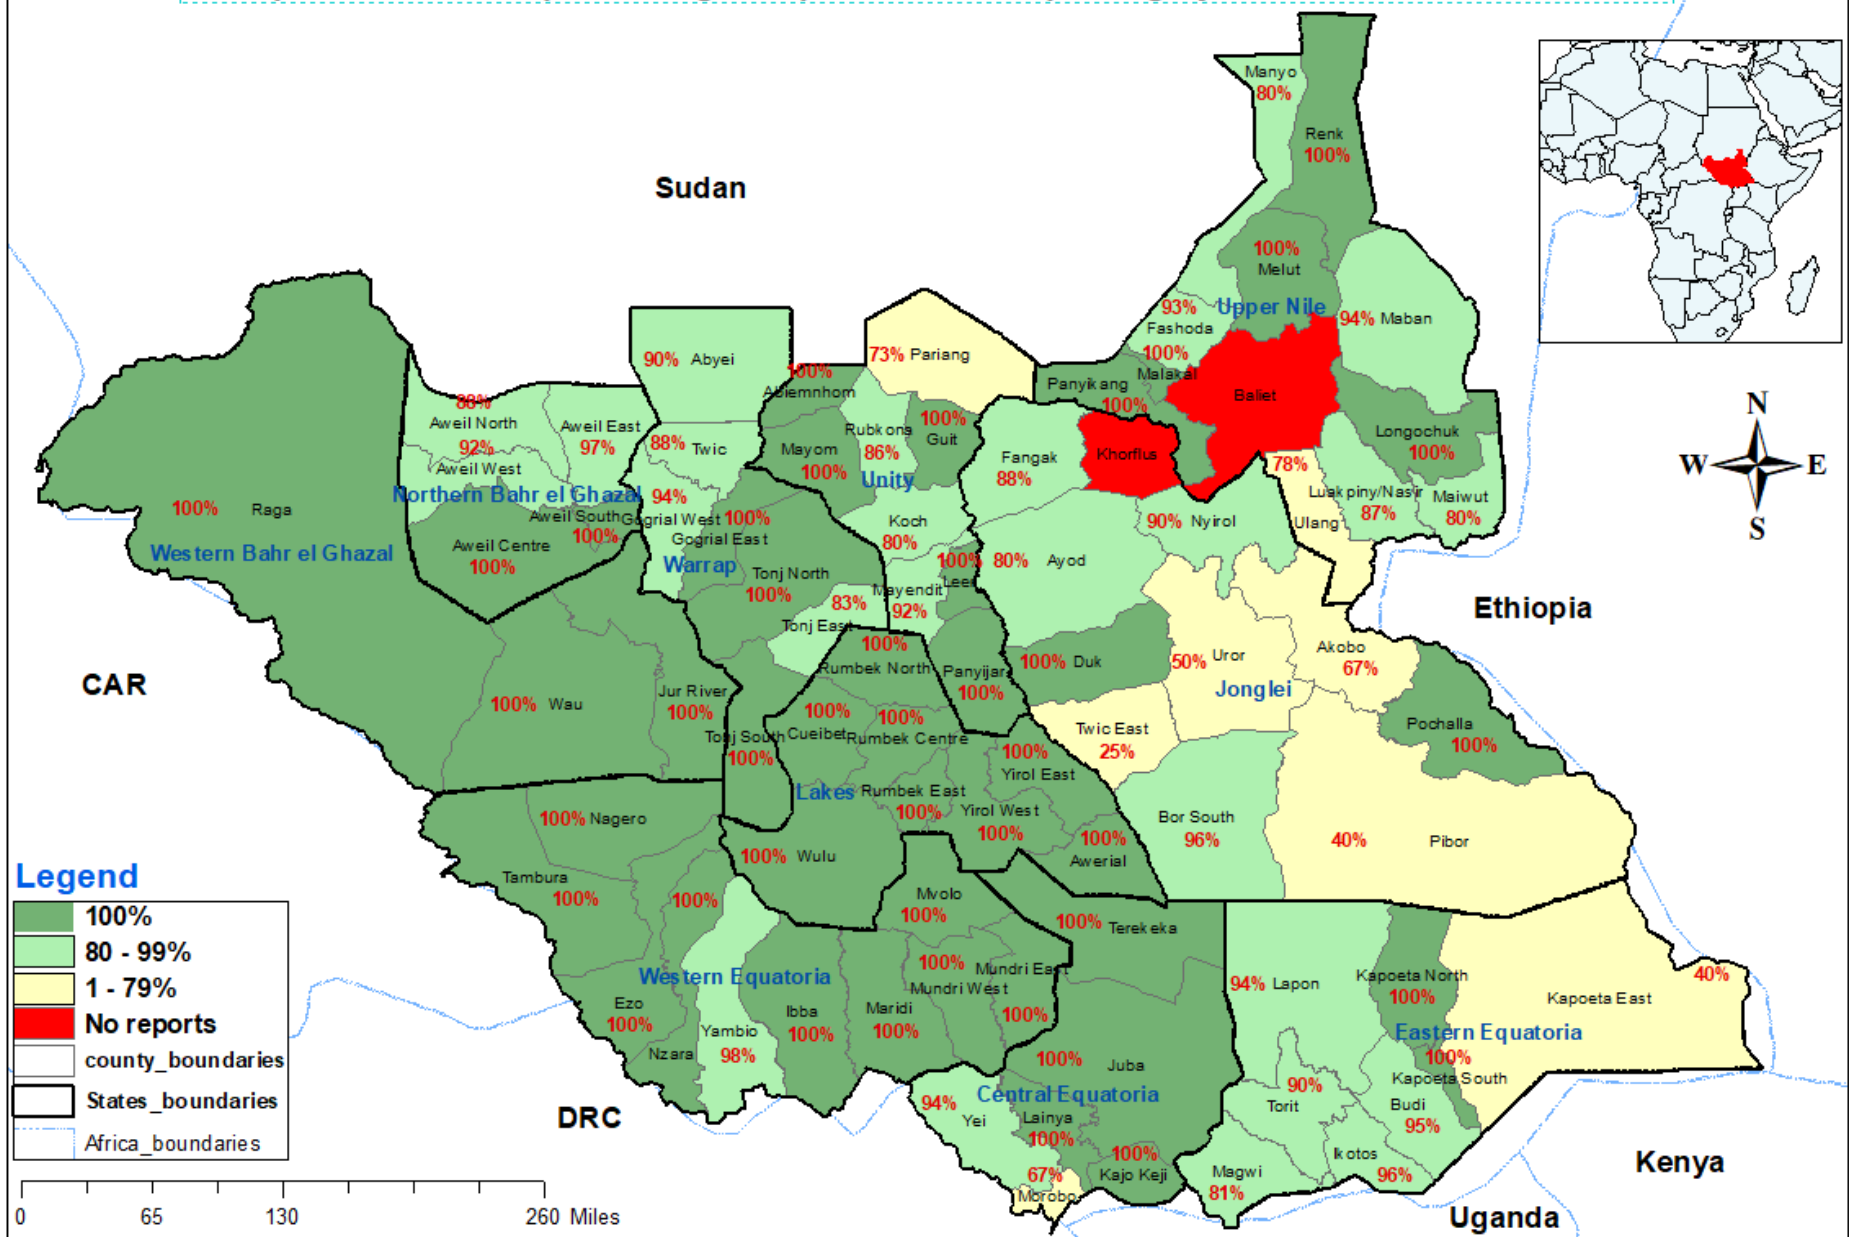 Manyo
80%
Renk
100%
Sudan
100%
Melut
93%
Upper Nile
Fashoda
94% Maban
100%
Malakal
90% Abyei
100%
Abiemnhom
73% Pariang
Panyikang
100%
Baliet
88%
Aweil North
92%
Aweil West
Aweil East
97%
88% Twic
Mayom
100%
Rubkona
86%
100%
Guit
Unity
Fangak
88%
Khorflus
Longochuk
100%
78%
Ulang
Luakpiny/Nasir
87%
Maiwut
80%
N
W E
S
100% Raga
Western Bahr el Ghazal
Northern Bahr el Ghazal
Aweil South
100%
Aweil Centre
100%
94%
Gogrial West
100%
Gogrial East
Warrap
Koch
80%
90% Nyirol
80% Ayod
100%
Leer
Mayendit
92%
Tonj North
100%
83%
Tonj East
Ethiopia
CAR
100% Wau
Jur River
100%
100%
Rumbek North
Panyijar
100%
100% Duk
50% Uror
Akobo
67%
Jonglei
Pochalla
100%
Tonj South
100%
100%
Cueibet
100%
Rumbek Centre
100%
Yirol East
Twic East
25%
Lakes
Rumbek East
100%
Yirol West
100%
100%
Awerial
Bor South
96%
40% Pibor
100% Nagero
100% Wulu
Tambura
100%
100%
Mvolo
100%
100% Terekeka
Western Equatoria
100%
Mundri East
Mundri West
100%
Ezo
100%
Nzara
Yambio
98%
Ibba
100%
Maridi
100%
94% Lapon
Kapoeta North
100%
40%
Kapoeta East
Eastern Equatoria
100%
Kapoeta South
100% Juba
Central Equatoria
94% Yei
Lainya
100%
67%
Morobo
100%
Kajo Keji
90%
Torit
Budi
95%
Ikotos
96%
Magwi
81%
DRC
Kenya
Uganda
Legend
100%
80 - 99%
1 - 79%
No reports
county_boundaries
States_boundaries
Africa_boundaries
0 65 130 260 Miles